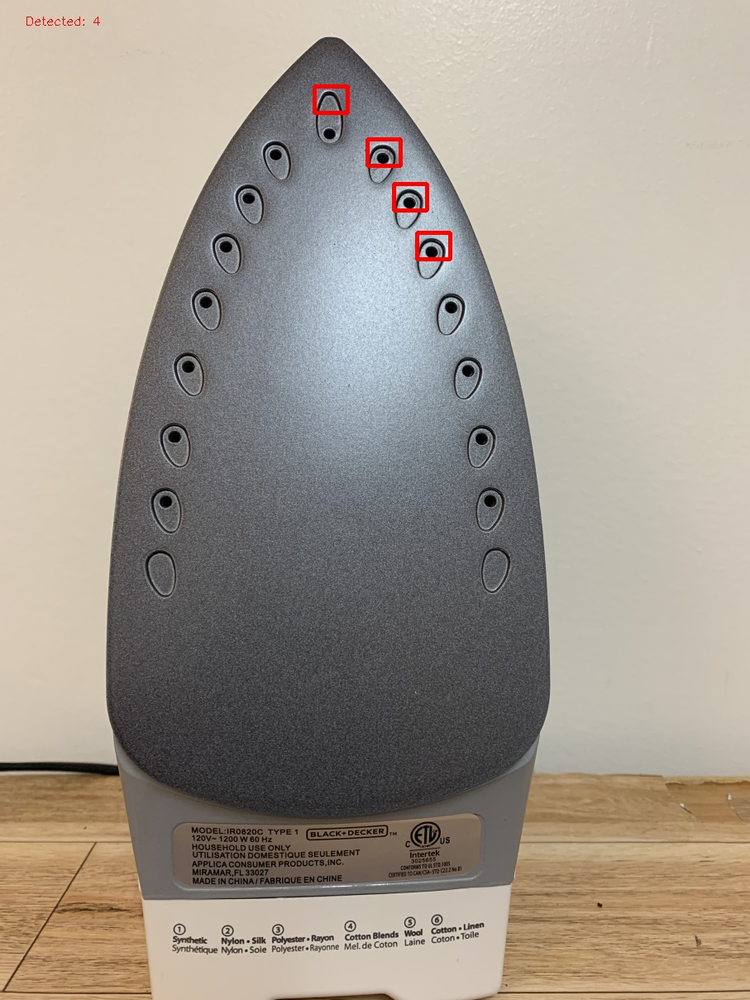 Detected: 4
MODEL:IR0820C TYPE 1
120V~ 1200 W 60 Hz
HOUSEHOLD USE ONLY
UTILISATION DOMESTIQUE SEULEMENT
APPLICA CONSUMER PRODUCTS,INC.
MIRAMAR,FL 33027
MADE IN CHINA / FABRIQUE EN CHINE
BLACK+DECKER™
C ETL US
Intertek
3025655
CONFORMS TO UL STD.1005
CERTIFIED TO CAN/CSA-STD C22.2 No.81
① ② ③ ④ ⑤ ⑥
Synthetic Nylon • Silk Polyester • Rayon Cotton Blends Wool Cotton • Linen
Synthétique Nylon • Soie Polyester • Rayonne Mel. de Coton Laine Coton • Toile